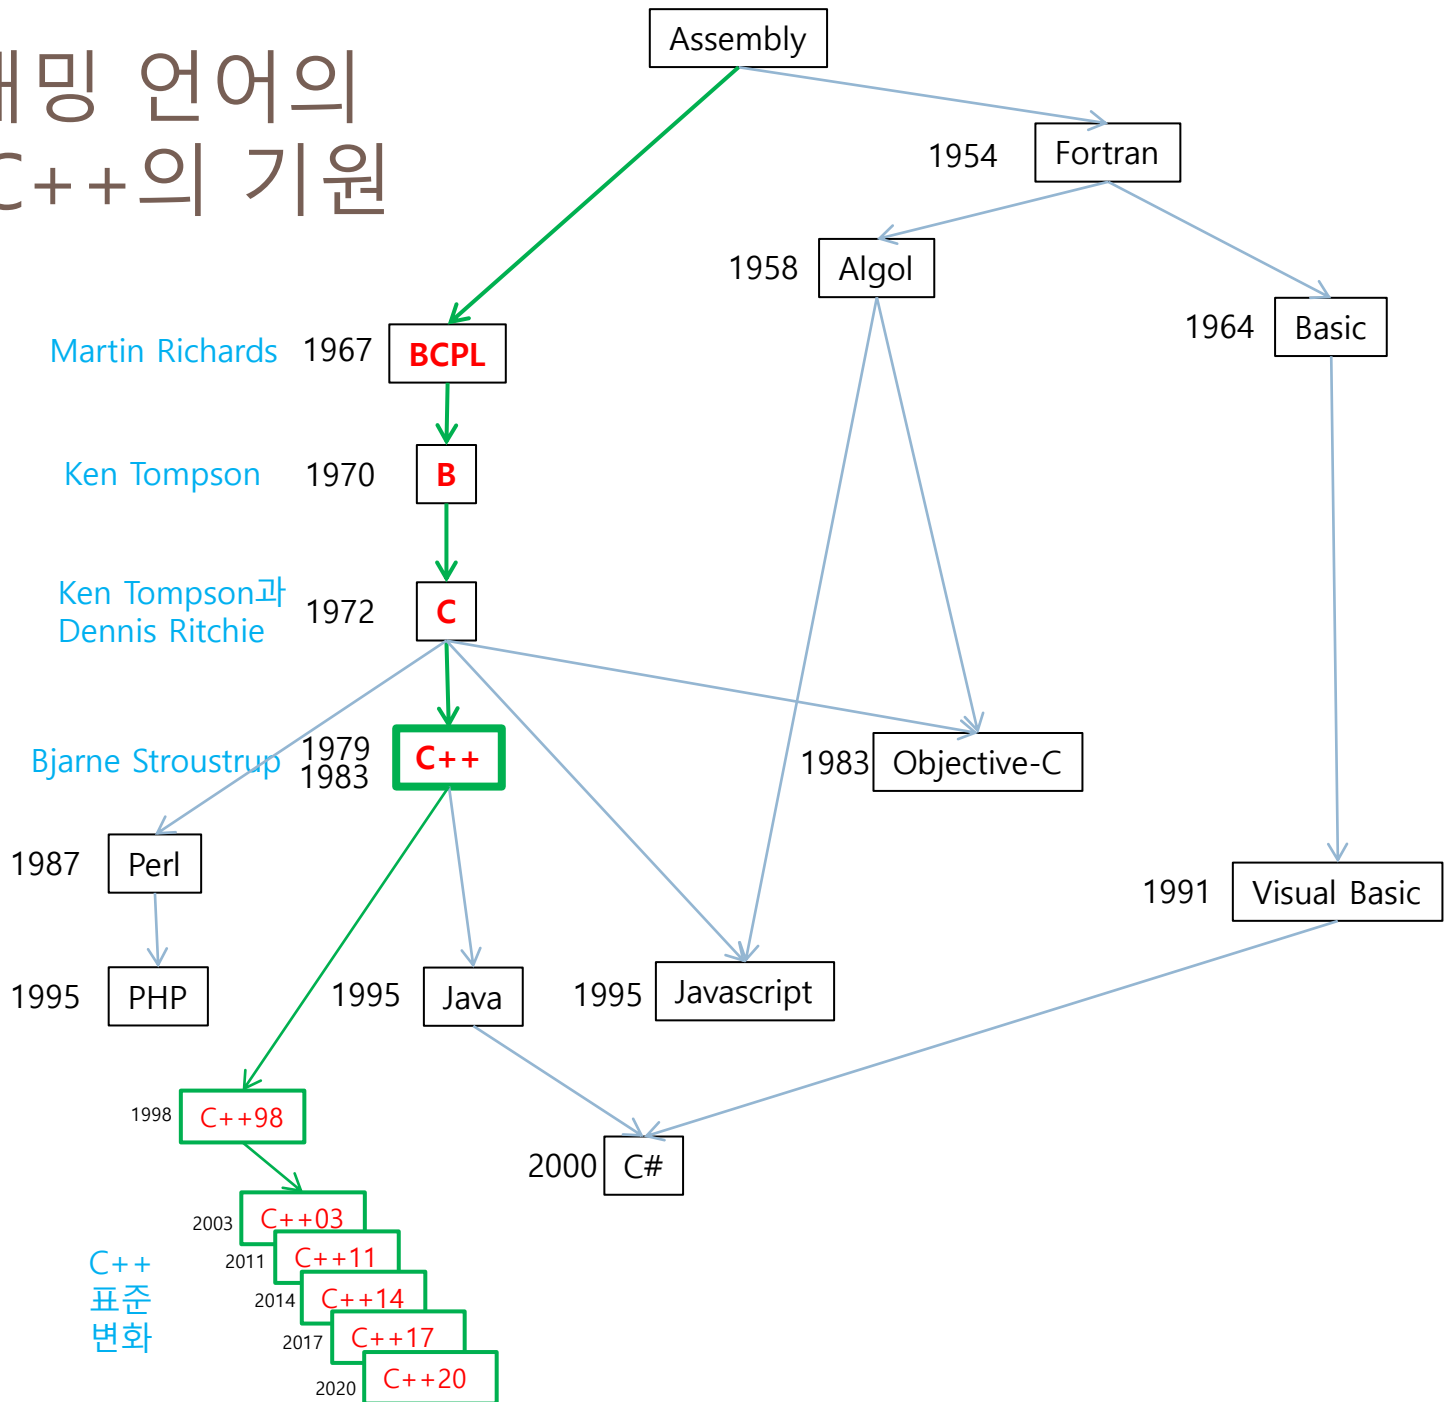 밍 언어의
C++의 기원
Assembly
1954 Fortran
1958 Algol
1964 Basic
Martin Richards 1967 BCPL
Ken Tompson 1970 B
Ken Tompson과
Dennis Ritchie
1972 C
Bjarne Stroustrup
1979
1983
C++
1983 Objective-C
1987 Perl
1991 Visual Basic
1995 PHP
1995 Java
1995 Javascript
1998 C++98
2000 C#
2003 C++03
2011 C++11
2014 C++14
2017 C++17
2020 C++20
C++
표준
변화